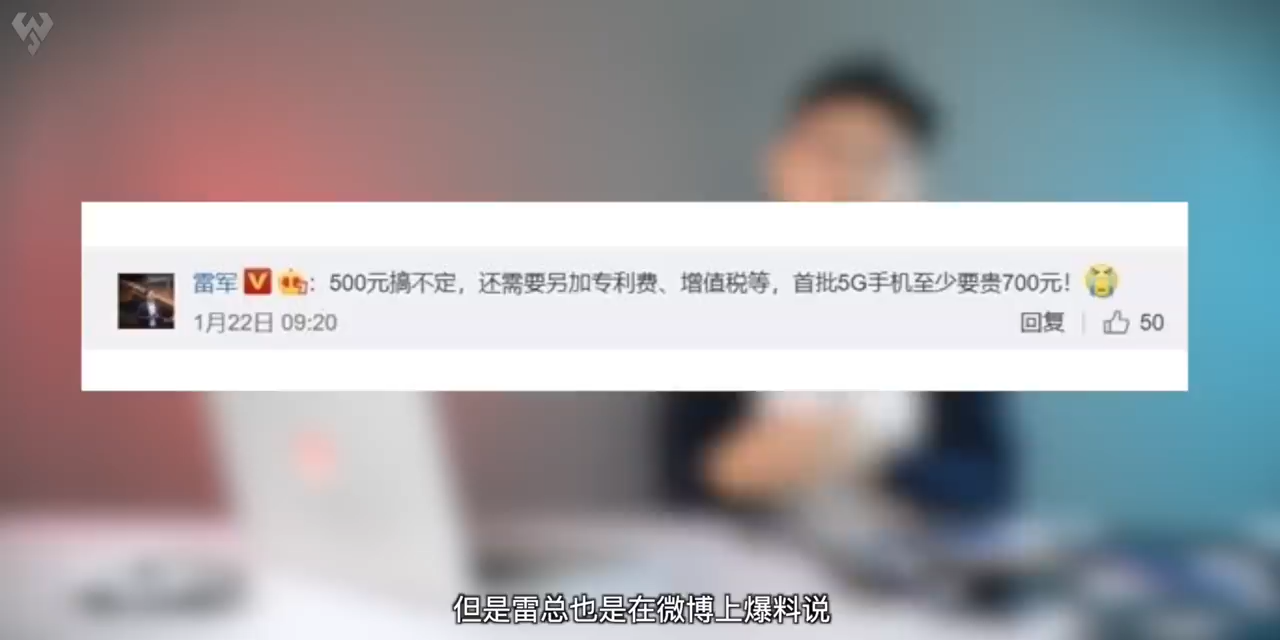 雷军：500元搞不定，还需要另加专利费、增值税等，首批5G手机至少要贵700元！
1月22日 09:20 回复 50
但是雷总也是在微博上爆料说